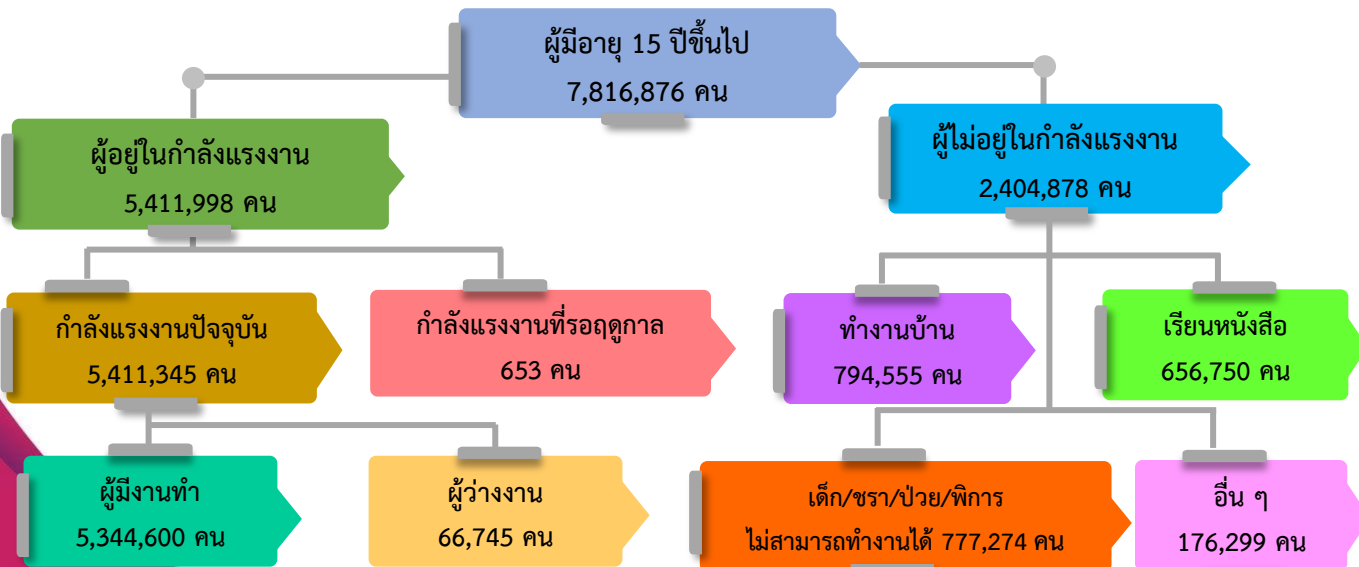 ผู้มีอายุ 15 ปีขึ้นไป
7,816,876 คน
ผู้อยู่ในกำลังแรงงาน
5,411,998 คน
ผู้ไม่อยู่ในกำลังแรงงาน
2,404,878 คน
กำลังแรงงานปัจจุบัน
5,411,345 คน
กำลังแรงงานที่รอฤดูกาล
653 คน
ทำงานบ้าน
794,555 คน
เรียนหนังสือ
656,750 คน
ผู้มีงานทำ
5,344,600 คน
ผู้ว่างงาน
66,745 คน
เด็ก/ชรา/ป่วย/พิการ
ไม่สามารถทำงานได้ 777,274 คน
อื่น ๆ
176,299 คน